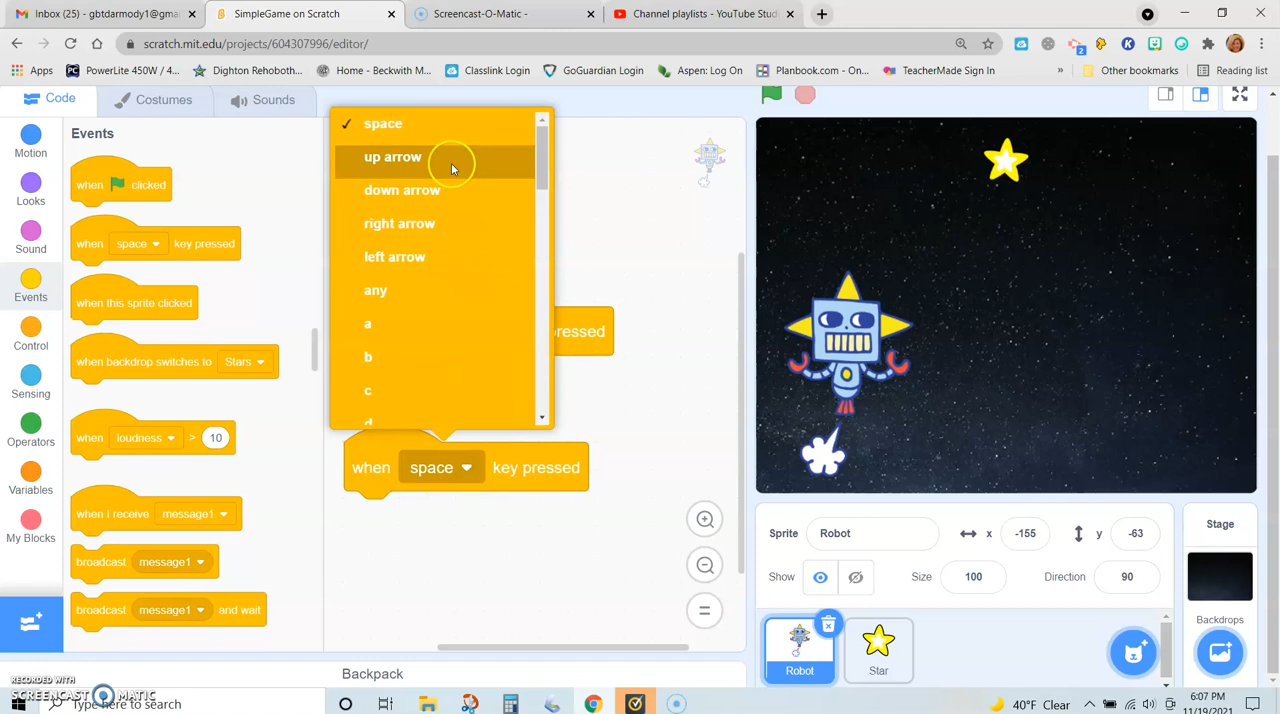 Inbox (25) - gbtdarmody1@gmai
SimpleGame on Scratch
Screencast-O-Matic -
Channel playlists - YouTube Stud
scratch.mit.edu/projects/604307996/editor/
Apps
PowerLite 450W / 4...
Dighton Rehoboth...
Home - Beckwith M...
Classlink Login
GoGuardian Login
Aspen: Log On
Planbook.com - On...
TeacherMade Sign In
»
Other bookmarks
Reading list
Code
Costumes
Sounds
Motion
Looks
Sound
Events
Control
Sensing
Operators
Variables
My Blocks
Events
when clicked
when space key pressed
when this sprite clicked
when backdrop switches to Stars
when loudness > 10
when I receive message1
broadcast message1
broadcast message1 and wait
✓ space
up arrow
down arrow
right arrow
left arrow
any
a
b
c
d
pressed
when space key pressed
Backpack
Sprite Robot x -155 y -63
Show Size 100 Direction 90
Robot
Star
Stage
Backdrops
RECORDED WITH
SCREENCAST-O-MATIC
Type here to search
40°F Clear
6:07 PM
11/19/2021